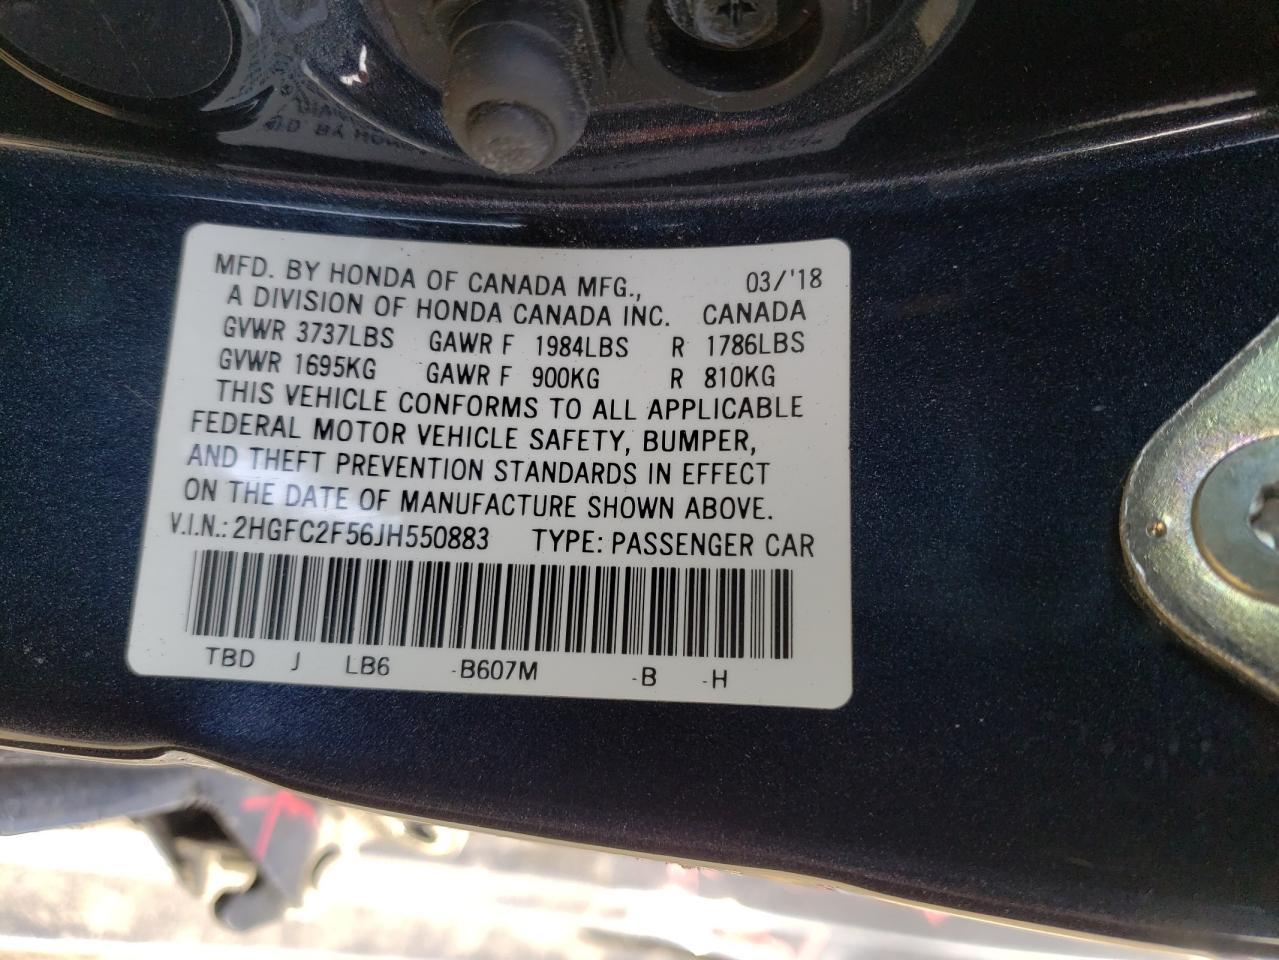 MFD. BY HONDA OF CANADA MFG., 03/'18
A DIVISION OF HONDA CANADA INC. CANADA
GVWR 3737LBS GAWR F 1984LBS R 1786LBS
GVWR 1695KG GAWR F 900KG R 810KG
THIS VEHICLE CONFORMS TO ALL APPLICABLE
FEDERAL MOTOR VEHICLE SAFETY, BUMPER,
AND THEFT PREVENTION STANDARDS IN EFFECT
ON THE DATE OF MANUFACTURE SHOWN ABOVE.
V.I.N.: 2HGFC2F56JH550883 TYPE: PASSENGER CAR
TBD J LB6 -B607M -B -H